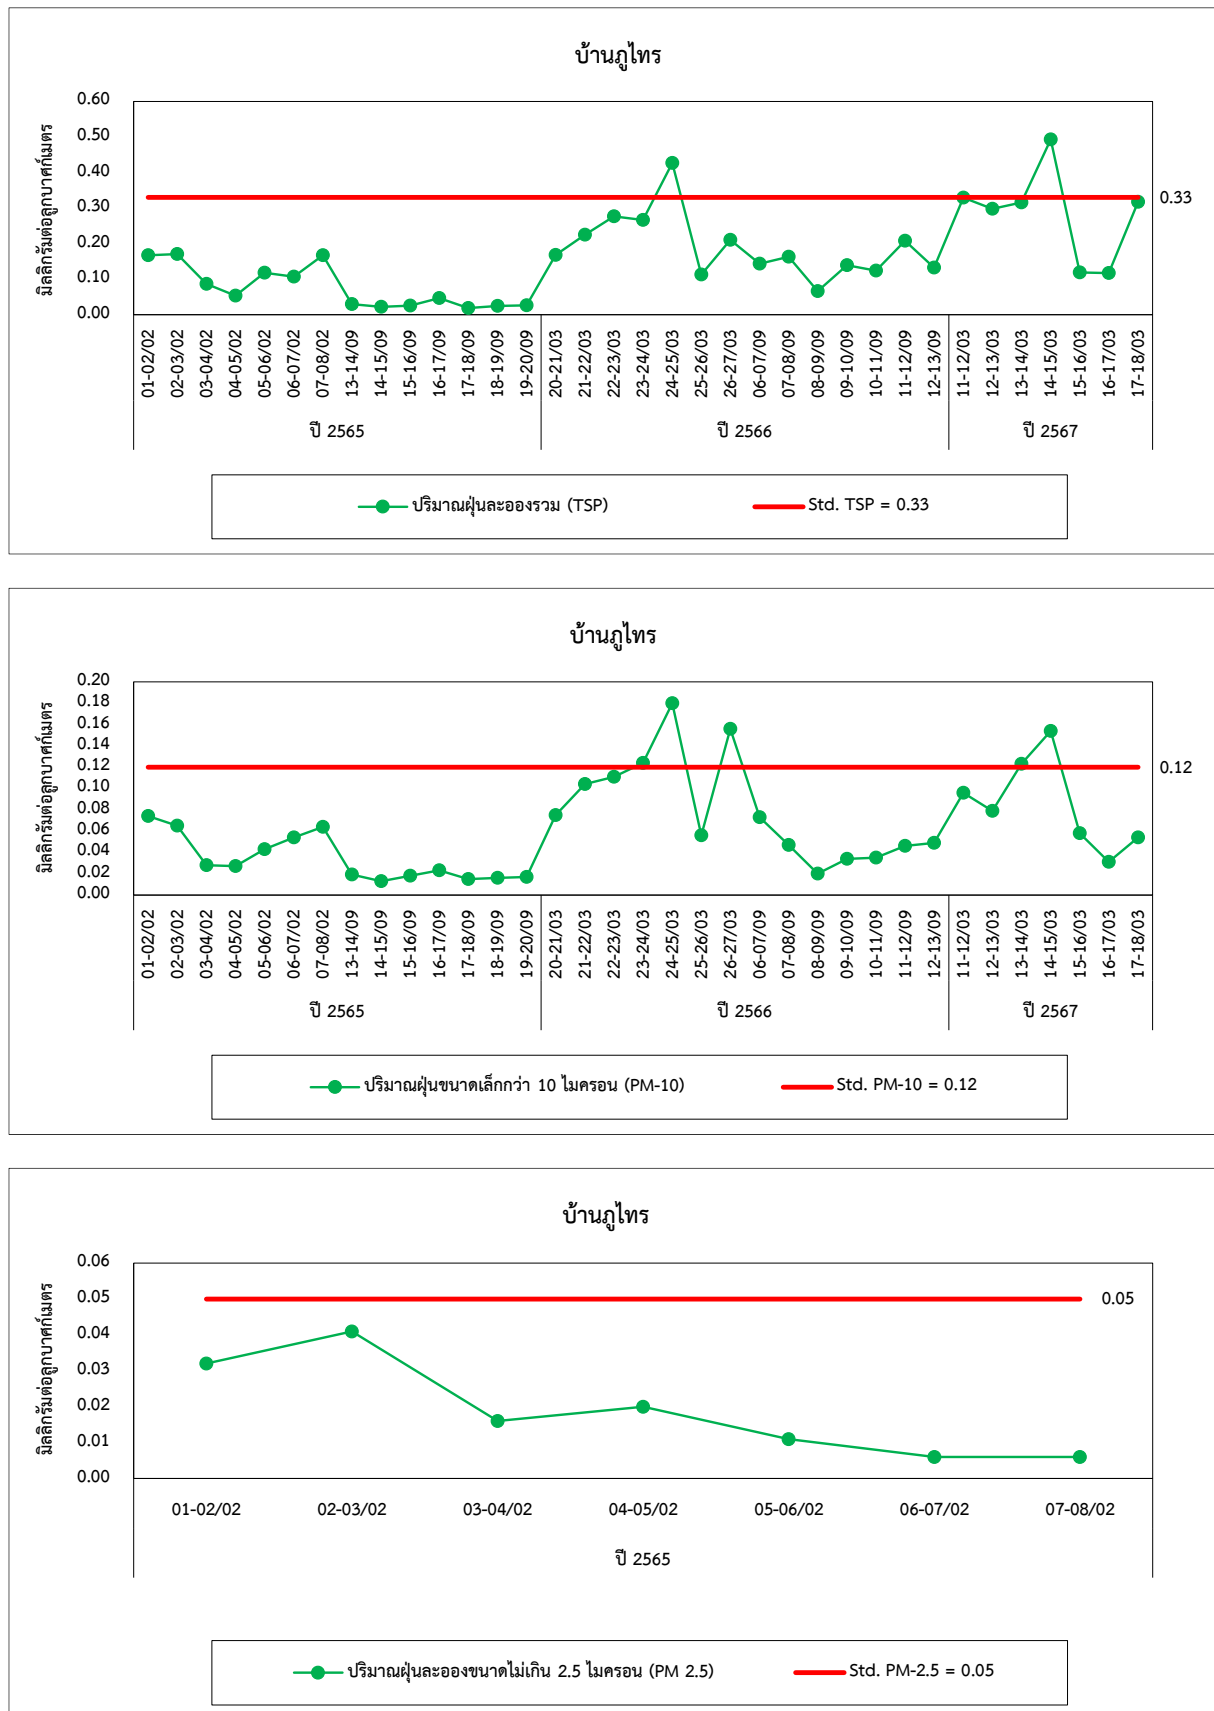 บ้านภูไทร
มิลลิกรัมต่อลูกบาศก์เมตร
0.60
0.50
0.40
0.30
0.20
0.10
0.00
0.33
01-02/02 02-03/02 03-04/02 04-05/02 05-06/02 06-07/02 07-08/02 13-14/09 14-15/09 15-16/09 16-17/09 17-18/09 18-19/09 19-20/09 20-21/03 21-22/03 22-23/03 23-24/03 24-25/03 25-26/03 26-27/03 06-07/09 07-08/09 08-09/09 09-10/09 10-11/09 11-12/09 12-13/09 11-12/03 12-13/03 13-14/03 14-15/03 15-16/03 16-17/03 17-18/03
ปี 2565 ปี 2566 ปี 2567
ปริมาณฝุ่นละอองรวม (TSP) Std. TSP = 0.33
บ้านภูไทร
มิลลิกรัมต่อลูกบาศก์เมตร
0.20
0.18
0.16
0.14
0.12
0.10
0.08
0.06
0.04
0.02
0.00
0.12
01-02/02 02-03/02 03-04/02 04-05/02 05-06/02 06-07/02 07-08/02 13-14/09 14-15/09 15-16/09 16-17/09 17-18/09 18-19/09 19-20/09 20-21/03 21-22/03 22-23/03 23-24/03 24-25/03 25-26/03 26-27/03 06-07/09 07-08/09 08-09/09 09-10/09 10-11/09 11-12/09 12-13/09 11-12/03 12-13/03 13-14/03 14-15/03 15-16/03 16-17/03 17-18/03
ปี 2565 ปี 2566 ปี 2567
ปริมาณฝุ่นขนาดเล็กกว่า 10 ไมครอน (PM-10) Std. PM-10 = 0.12
บ้านภูไทร
มิลลิกรัมต่อลูกบาศก์เมตร
0.06
0.05
0.04
0.03
0.02
0.01
0.00
0.05
01-02/02 02-03/02 03-04/02 04-05/02 05-06/02 06-07/02 07-08/02
ปี 2565
ปริมาณฝุ่นละอองขนาดไม่เกิน 2.5 ไมครอน (PM 2.5) Std. PM-2.5 = 0.05